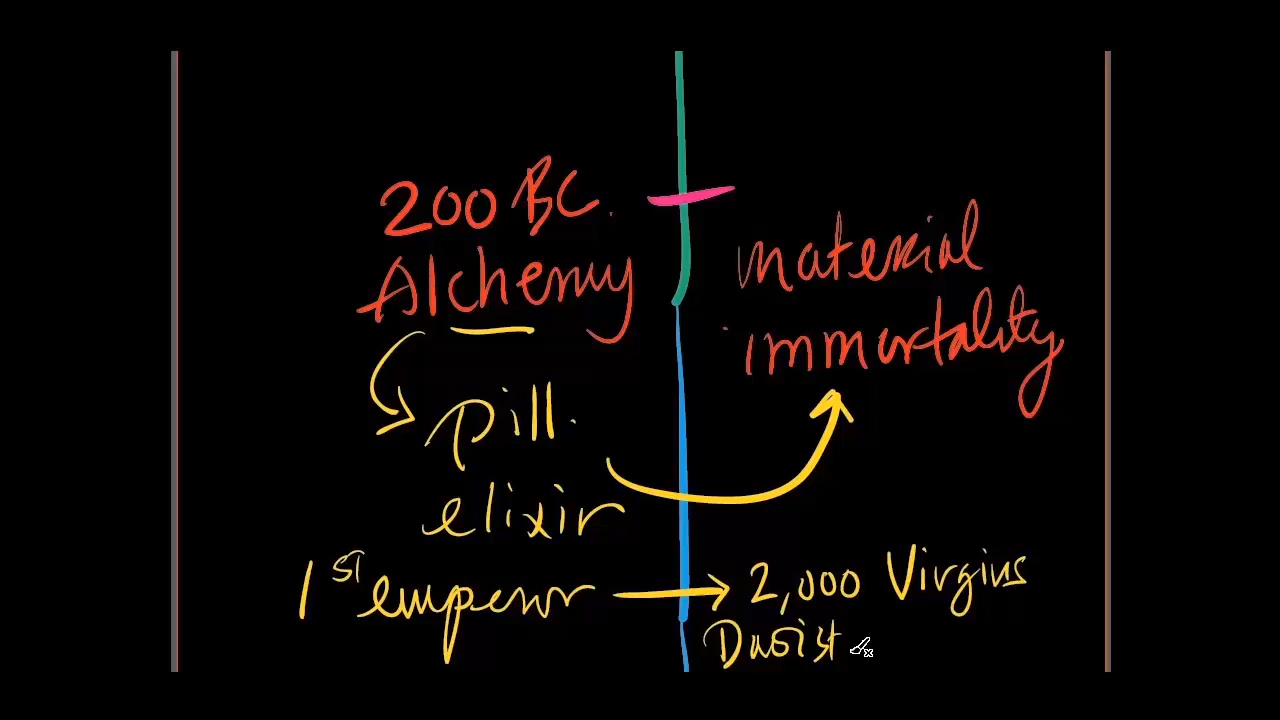 200 BC.
Alchemy
material
immortality
pill.
elixir
1st emperor → 2,000 Virgins
Daoist